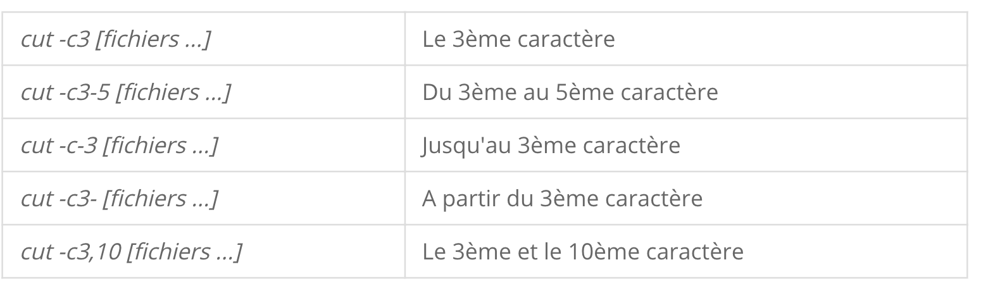 cut -c3 [fichiers ...] Le 3ème caractère
cut -c3-5 [fichiers ...] Du 3ème au 5ème caractère
cut -c-3 [fichiers ...] Jusqu'au 3ème caractère
cut -c3- [fichiers ...] A partir du 3ème caractère
cut -c3,10 [fichiers ...] Le 3ème et le 10ème caractère